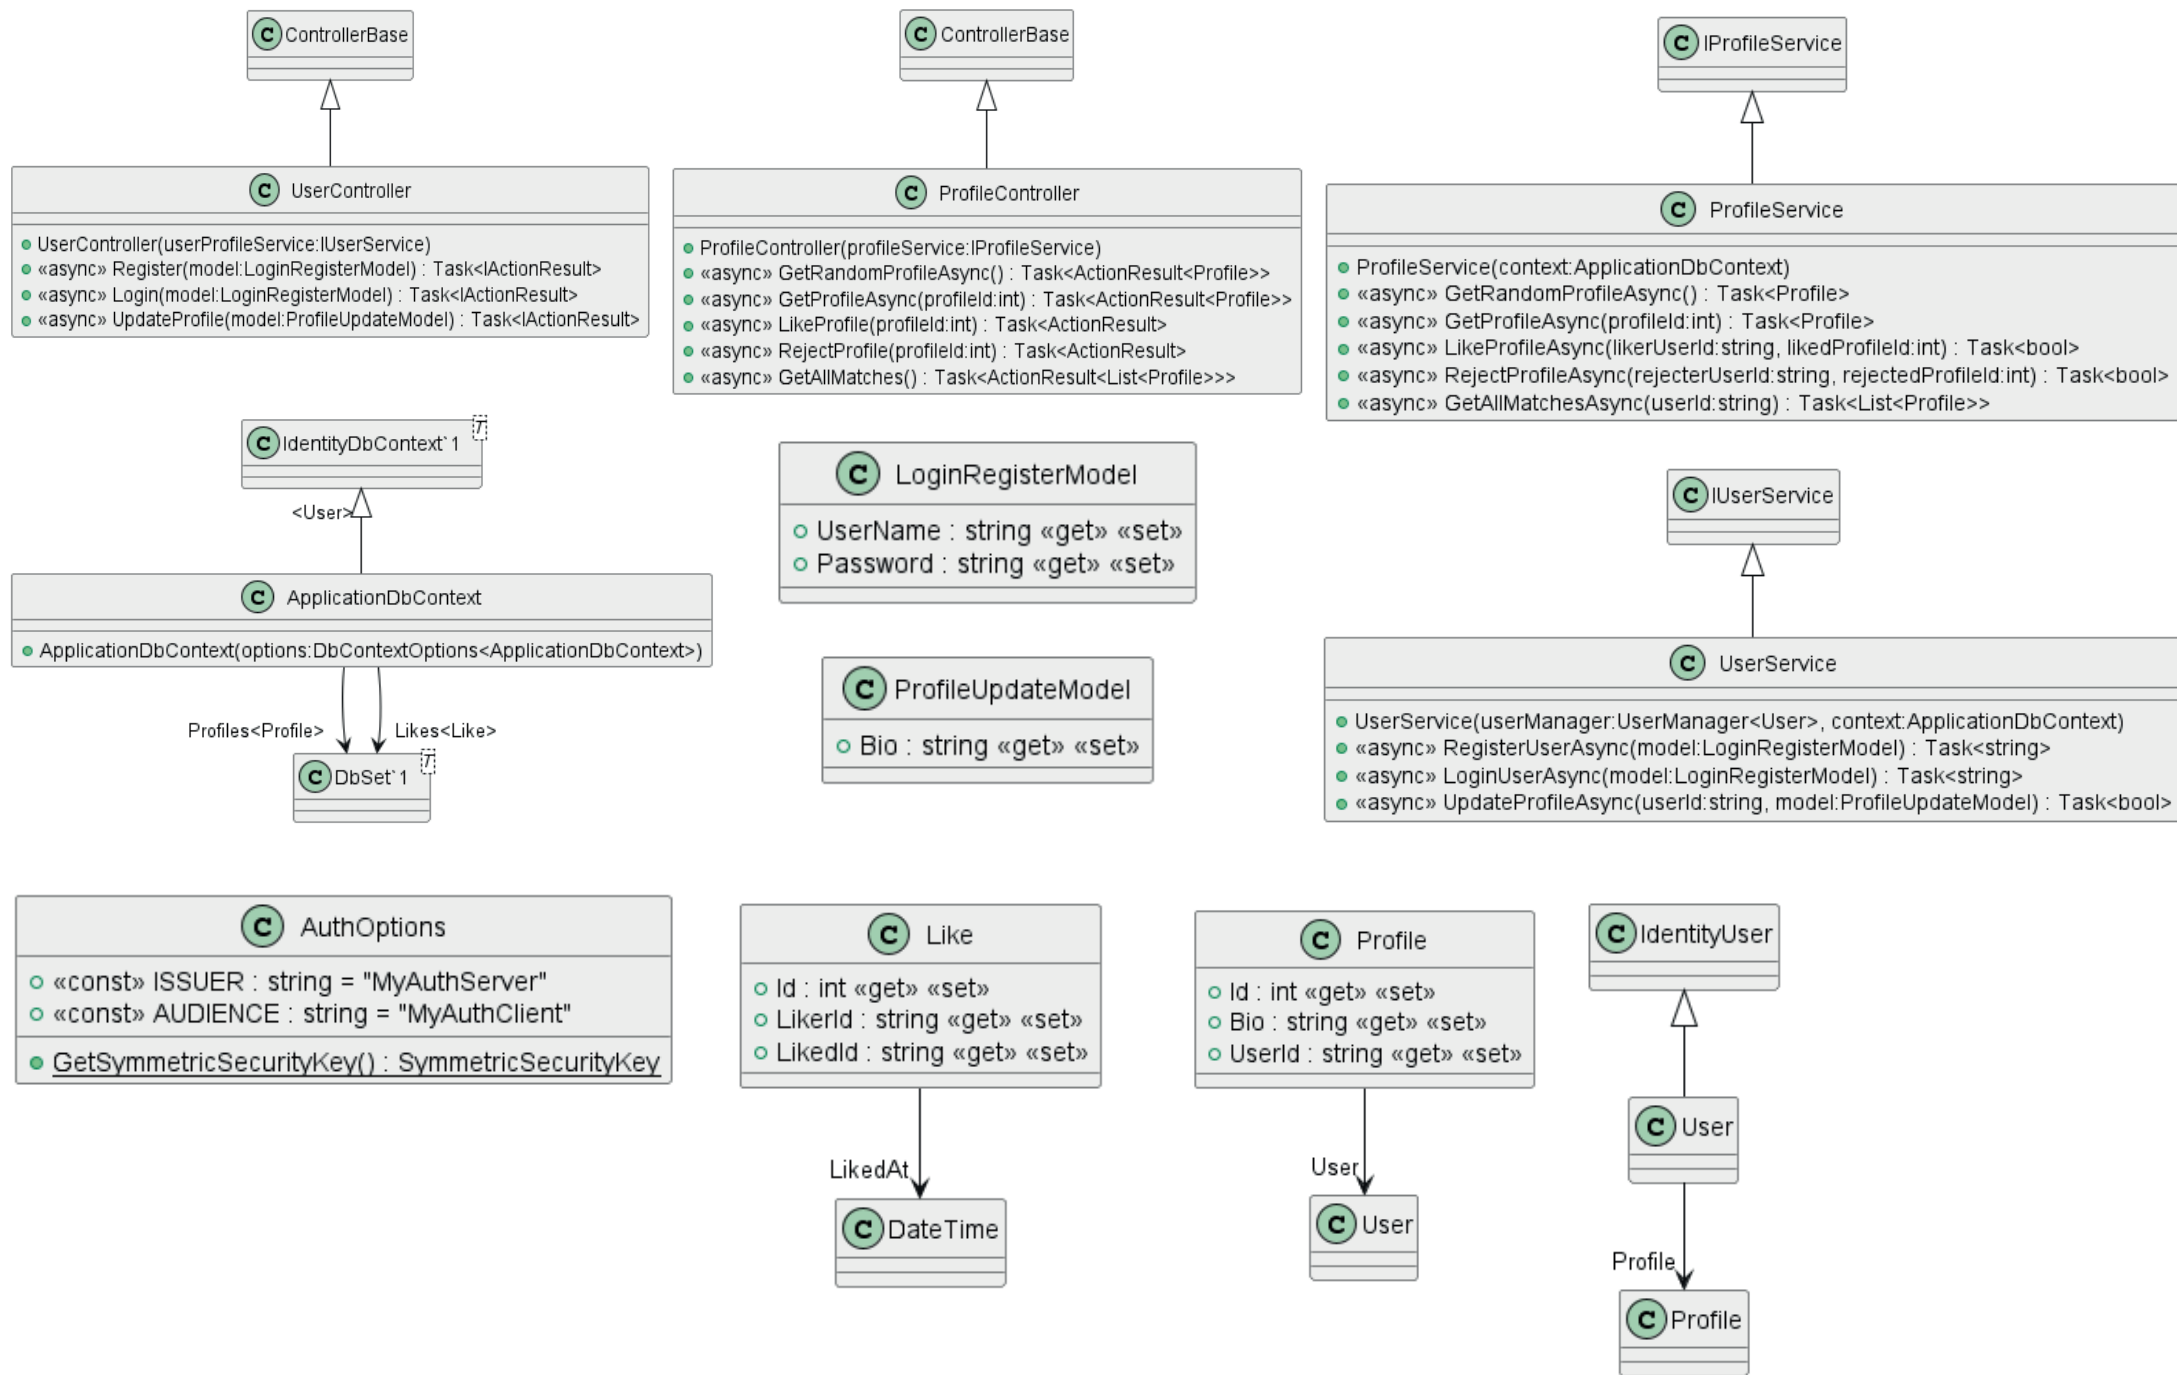 C ControllerBase
C UserController
UserController(userProfileService:IUserService)
«async» Register(model:LoginRegisterModel) : Task<IActionResult>
«async» Login(model:LoginRegisterModel) : Task<IActionResult>
«async» UpdateProfile(model:ProfileUpdateModel) : Task<IActionResult>
C ControllerBase
C ProfileController
ProfileController(profileService:IProfileService)
«async» GetRandomProfileAsync() : Task<ActionResult<Profile>>
«async» GetProfileAsync(profileId:int) : Task<ActionResult<Profile>>
«async» LikeProfile(profileId:int) : Task<ActionResult>
«async» RejectProfile(profileId:int) : Task<ActionResult>
«async» GetAllMatches() : Task<ActionResult<List<Profile>>>
C IProfileService
C ProfileService
ProfileService(context:ApplicationDbContext)
«async» GetRandomProfileAsync() : Task<Profile>
«async» GetProfileAsync(profileId:int) : Task<Profile>
«async» LikeProfileAsync(likerUserId:string, likedProfileId:int) : Task<bool>
«async» RejectProfileAsync(rejecterUserId:string, rejectedProfileId:int) : Task<bool>
«async» GetAllMatchesAsync(userId:string) : Task<List<Profile>>
C IdentityDbContext`1 T
<User>
C ApplicationDbContext
ApplicationDbContext(options:DbContextOptions<ApplicationDbContext>)
Profiles<Profile> Likes<Like>
C DbSet`1 T
C LoginRegisterModel
UserName : string «get» «set»
Password : string «get» «set»
C ProfileUpdateModel
Bio : string «get» «set»
C IUserService
C UserService
UserService(userManager:UserManager<User>, context:ApplicationDbContext)
«async» RegisterUserAsync(model:LoginRegisterModel) : Task<string>
«async» LoginUserAsync(model:LoginRegisterModel) : Task<string>
«async» UpdateProfileAsync(userId:string, model:ProfileUpdateModel) : Task<bool>
C AuthOptions
«const» ISSUER : string = "MyAuthServer"
«const» AUDIENCE : string = "MyAuthClient"
GetSymmetricSecurityKey() : SymmetricSecurityKey
C Like
Id : int «get» «set»
LikerId : string «get» «set»
LikedId : string «get» «set»
LikedAt
C DateTime
C Profile
Id : int «get» «set»
Bio : string «get» «set»
UserId : string «get» «set»
User
C User
C IdentityUser
C User
Profile
C Profile